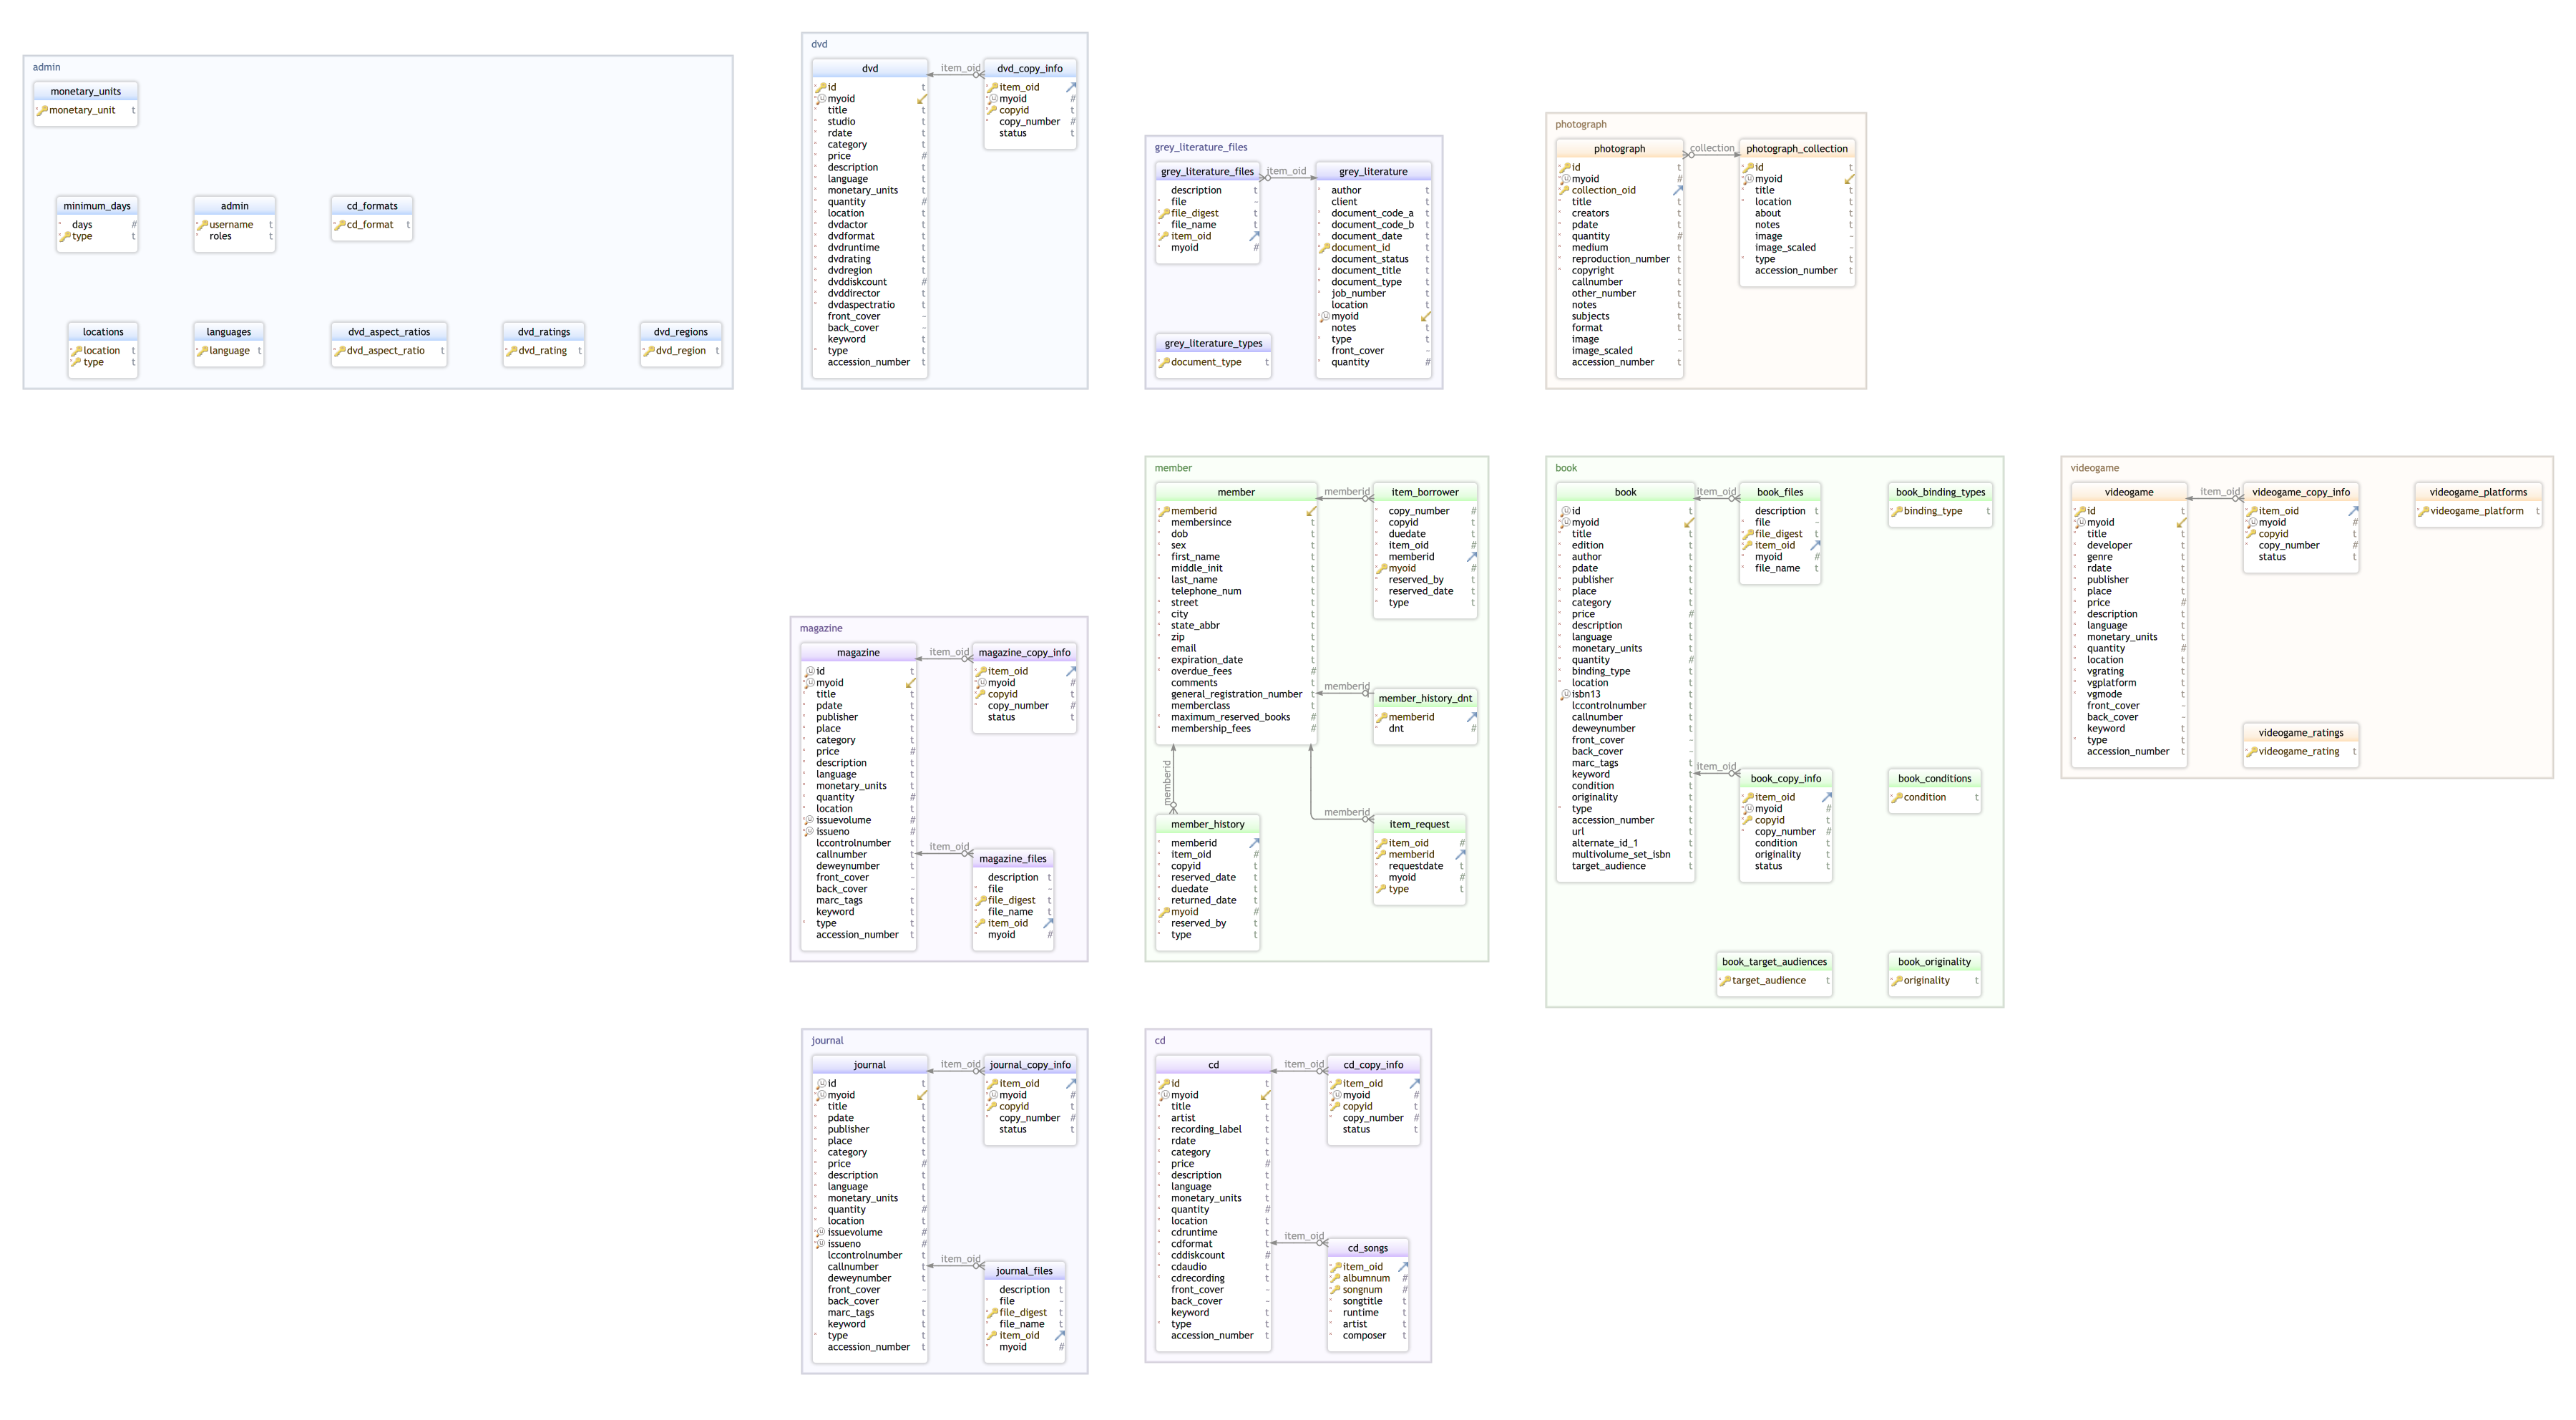 admin
monetary_units
monetary_unit t
minimum_days
days #
type t
admin
username t
roles t
cd_formats
cd_format t
locations
location t
type t
languages
language t
dvd_aspect_ratios
dvd_aspect_ratio t
dvd_ratings
dvd_rating t
dvd_regions
dvd_region t
dvd
dvd
id t
myoid
title t
studio t
rdate t
category t
price #
description t
language t
monetary_units t
quantity #
location t
dvdactor t
dvdformat t
dvdruntime t
dvdrating t
dvdregion t
dvddiskcount #
dvddirector t
dvdaspectratio t
front_cover ~
back_cover ~
keyword t
type t
accession_number t
item_oid
dvd_copy_info
item_oid
myoid #
copyid t
copy_number #
status t
grey_literature_files
grey_literature_files
description t
file ~
file_digest t
file_name t
item_oid
myoid #
item_oid
grey_literature
author t
client t
document_code_a t
document_code_b t
document_date t
document_id t
document_status t
document_title t
document_type t
job_number t
location t
myoid
notes t
type t
front_cover ~
quantity #
grey_literature_types
document_type t
photograph
photograph
id t
myoid #
collection_oid
title t
creators t
pdate t
quantity #
medium t
reproduction_number t
copyright t
callnumber t
other_number t
notes t
subjects t
format t
image ~
image_scaled ~
accession_number t
collection
photograph_collection
id t
myoid
title t
location t
about t
notes t
image ~
image_scaled ~
type t
accession_number t
member
member
memberid
membersince t
dob t
sex t
first_name t
middle_init t
last_name t
telephone_num t
street t
city t
state_abbr t
zip t
email t
expiration_date t
overdue_fees #
comments t
general_registration_number t
memberclass t
maximum_reserved_books #
membership_fees #
memberid
item_borrower
copy_number #
copyid t
duedate t
item_oid #
memberid
myoid #
reserved_by t
reserved_date t
type t
memberid
member_history_dnt
memberid
dnt #
memberid
member_history
memberid
item_oid #
copyid t
reserved_date t
duedate t
returned_date t
myoid #
reserved_by t
type t
memberid
item_request
item_oid #
memberid
requestdate t
myoid #
type t
book
book
id t
myoid
title t
edition t
author t
pdate t
publisher t
place t
category t
price #
description t
language t
monetary_units t
quantity #
binding_type t
location t
isbn13 t
lccontrolnumber t
callnumber t
deweynumber t
front_cover ~
back_cover ~
marc_tags t
keyword t
condition t
originality t
type t
accession_number t
url t
alternate_id_1 t
multivolume_set_isbn t
target_audience t
item_oid
book_files
description t
file ~
file_digest t
item_oid
myoid #
file_name t
book_binding_types
binding_type t
item_oid
book_copy_info
item_oid
myoid #
copyid t
copy_number #
condition t
originality t
status t
book_conditions
condition t
book_target_audiences
target_audience t
book_originality
originality t
videogame
videogame
id t
myoid
title t
developer t
genre t
rdate t
publisher t
place t
price #
description t
language t
monetary_units t
quantity #
location t
vgrating t
vgplatform t
vgmode t
front_cover ~
back_cover ~
keyword t
type t
accession_number t
item_oid
videogame_copy_info
item_oid
myoid #
copyid t
copy_number #
status t
videogame_platforms
videogame_platform t
videogame_ratings
videogame_rating t
magazine
magazine
id t
myoid
title t
pdate t
publisher t
place t
category t
price #
description t
language t
monetary_units t
quantity #
location t
issuevolume #
issueno #
lccontrolnumber t
callnumber t
deweynumber t
front_cover ~
back_cover ~
marc_tags t
keyword t
type t
accession_number t
item_oid
magazine_copy_info
item_oid
myoid #
copyid t
copy_number #
status t
item_oid
magazine_files
description t
file ~
file_digest t
file_name t
item_oid
myoid #
journal
journal
id t
myoid
title t
pdate t
publisher t
place t
category t
price #
description t
language t
monetary_units t
quantity #
location t
issuevolume #
issueno #
lccontrolnumber t
callnumber t
deweynumber t
front_cover ~
back_cover ~
marc_tags t
keyword t
type t
accession_number t
item_oid
journal_copy_info
item_oid
myoid #
copyid t
copy_number #
status t
item_oid
journal_files
description t
file ~
file_digest t
file_name t
item_oid
myoid #
cd
cd
id t
myoid
title t
artist t
recording_label t
rdate t
category t
price #
description t
language t
monetary_units t
quantity #
location t
cdruntime t
cdformat t
cddiskcount #
cdaudio t
cdrecording t
front_cover ~
back_cover ~
keyword t
type t
accession_number t
item_oid
cd_copy_info
item_oid
myoid #
copyid t
copy_number #
status t
item_oid
cd_songs
item_oid
albumnum #
songnum #
songtitle t
runtime t
artist t
composer t